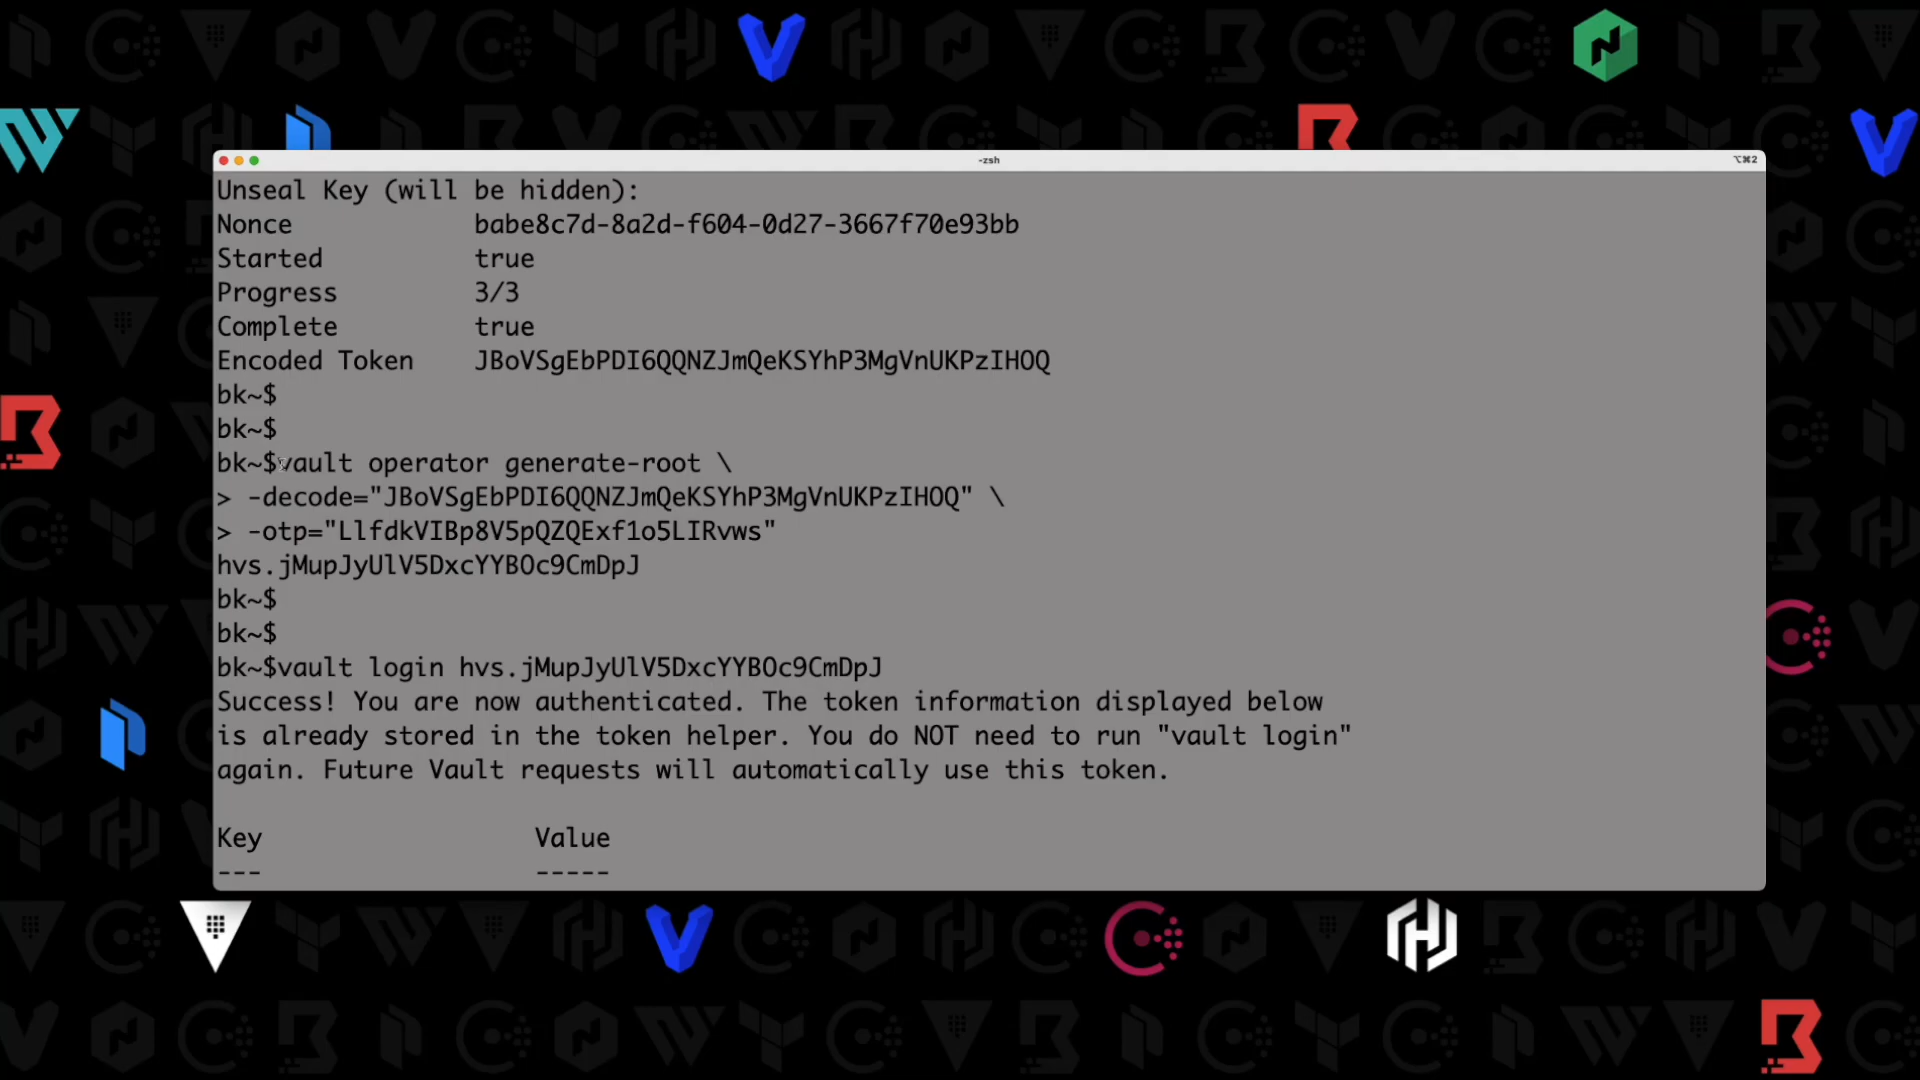 -zsh
⌥⌘2
Unseal Key (will be hidden):
Nonce babe8c7d-8a2d-f604-0d27-3667f70e93bb
Started true
Progress 3/3
Complete true
Encoded Token JBoVSgEbPDI6QQNZJmQeKSYhP3MgVnUKPzIHOQ
bk~$
bk~$
bk~$vault operator generate-root \
> -decode="JBoVSgEbPDI6QQNZJmQeKSYhP3MgVnUKPzIHOQ" \
> -otp="LlfdkVIBp8V5pQZQExf1o5LIRvws"
hvs.jMupJyUlV5DxcYYBOc9CmDpJ
bk~$
bk~$
bk~$vault login hvs.jMupJyUlV5DxcYYBOc9CmDpJ
Success! You are now authenticated. The token information displayed below
is already stored in the token helper. You do NOT need to run "vault login"
again. Future Vault requests will automatically use this token.
Key Value
--- -----